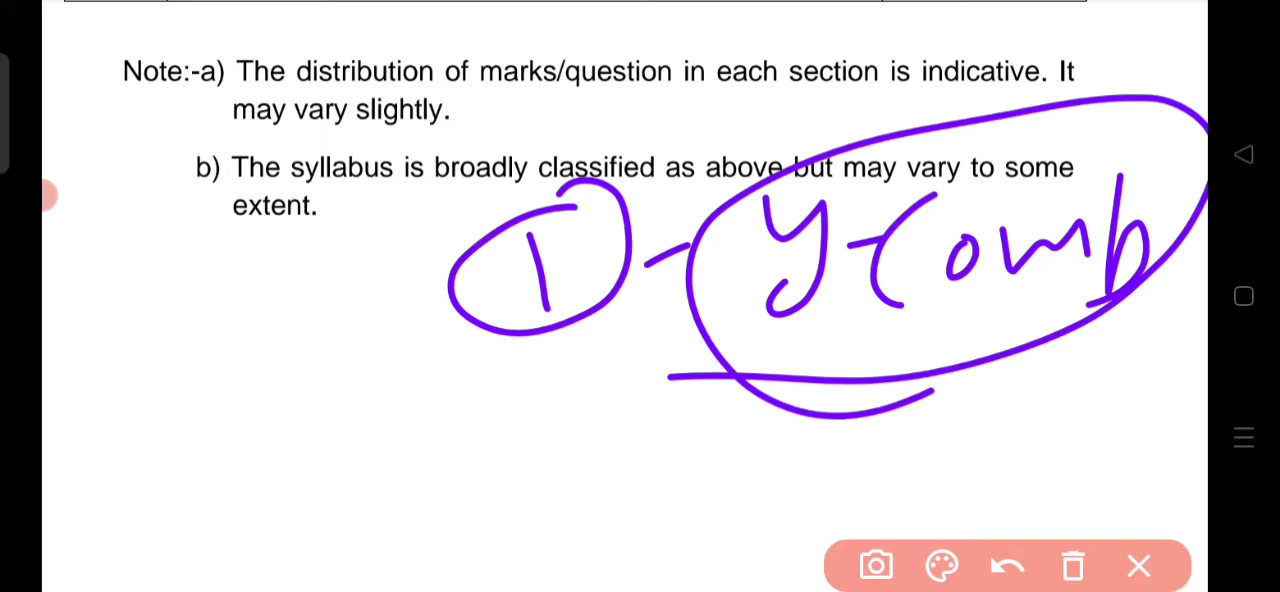 Note:-a) The distribution of marks/question in each section is indicative. It
may vary slightly.
b) The syllabus is broadly classified as above but may vary to some
extent.
1 - y-Comb